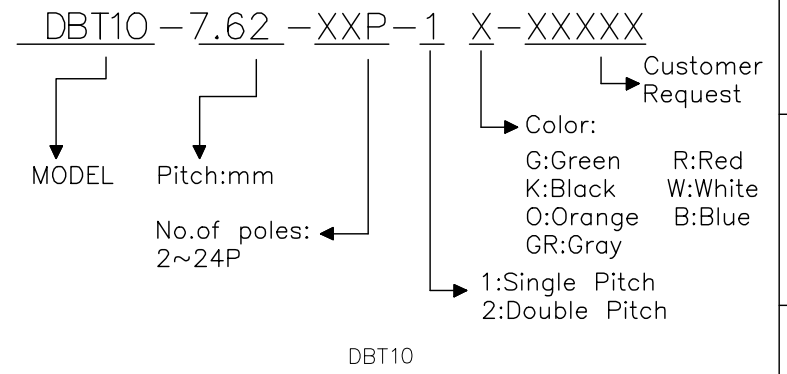 DBT10-7.62-XXP-1 X-XXXXX
Customer
Request
Color:
G:Green R:Red
K:Black W:White
O:Orange B:Blue
GR:Gray
MODEL Pitch:mm
No.of poles:
2~24P
1:Single Pitch
2:Double Pitch
DBT10